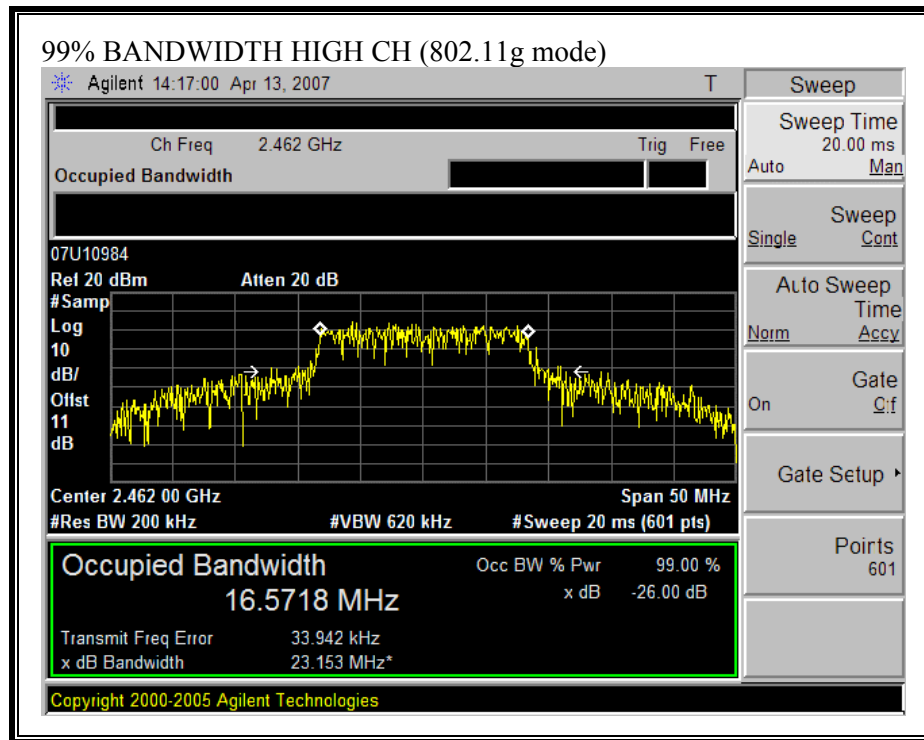 99% BANDWIDTH HIGH CH (802.11g mode)
Agilent 14:17:00 Apr 13, 2007 T
Ch Freq 2.462 GHz Trig Free
Occupied Bandwidth
07U10984
Ref 20 dBm Atten 20 dB
#Samp
Log
10
dB/
Offst
11
dB
Center 2.462 00 GHz Span 50 MHz
#Res BW 200 kHz #VBW 620 kHz #Sweep 20 ms (601 pts)
Occupied Bandwidth Occ BW % Pwr 99.00 %
16.5718 MHz x dB -26.00 dB
Transmit Freq Error 33.942 kHz
x dB Bandwidth 23.153 MHz*
Copyright 2000-2005 Agilent Technologies
Sweep
Sweep Time
20.00 ms
Auto Man
Sweep
Single Cont
Auto Sweep
Time
Norm Accy
Gate
On Off
Gate Setup
Points
601